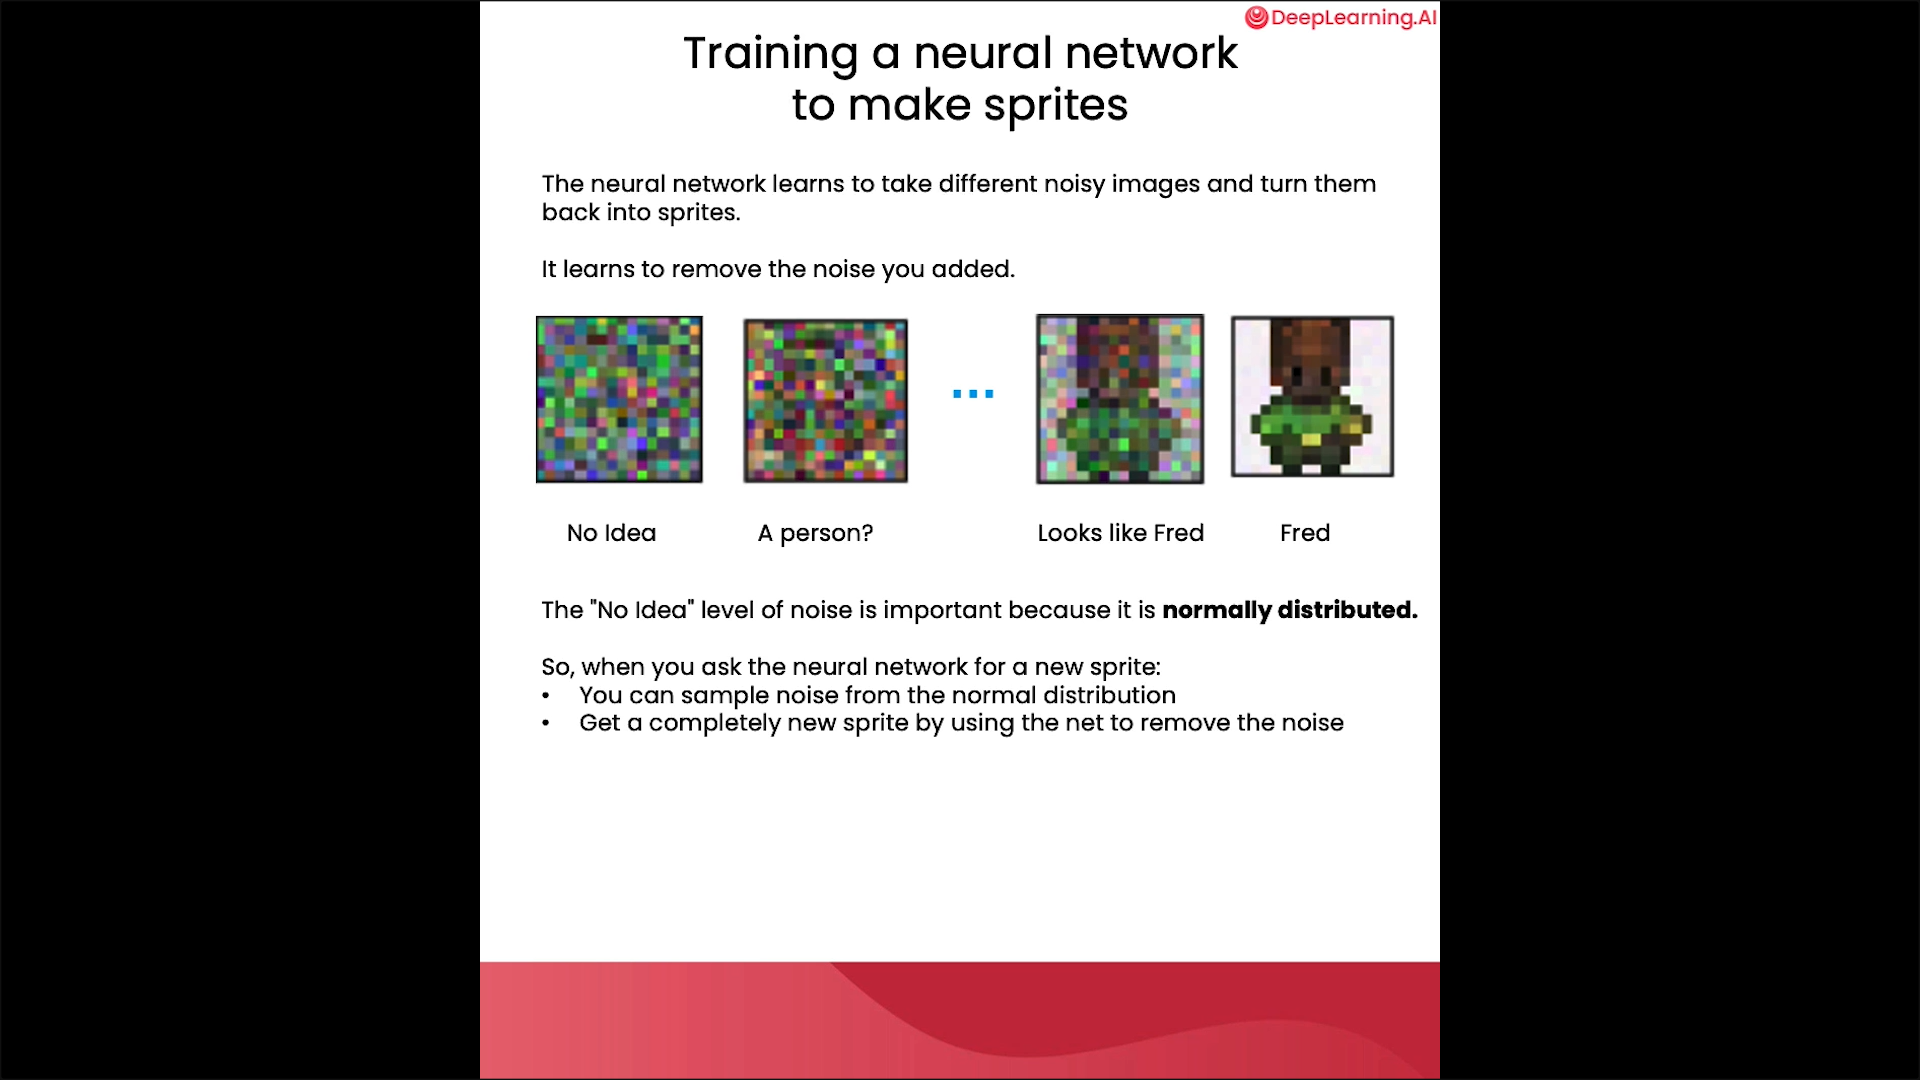 DeepLearning.AI
Training a neural network
to make sprites
The neural network learns to take different noisy images and turn them
back into sprites.
It learns to remove the noise you added.
...
No Idea
A person?
Looks like Fred
Fred
The "No Idea" level of noise is important because it is normally distributed.
So, when you ask the neural network for a new sprite:
• You can sample noise from the normal distribution
• Get a completely new sprite by using the net to remove the noise